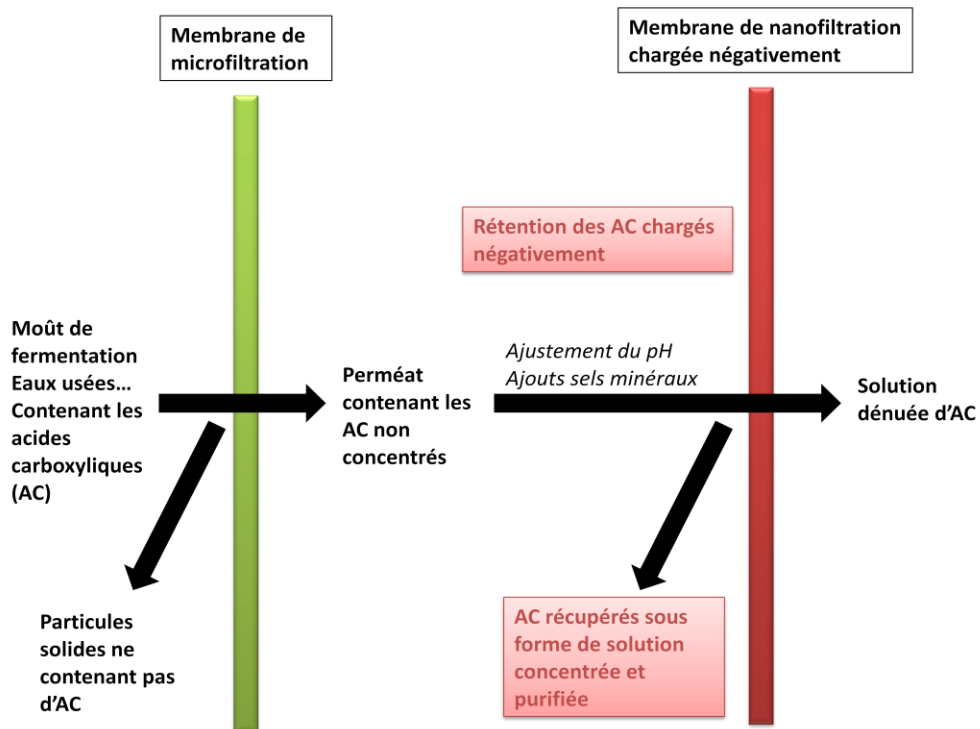 Membrane de
microfiltration
Membrane de nanofiltration
chargée négativement
Rétention des AC chargés
négativement
Moût de
fermentation
Eaux usées…
Contenant les
acides
carboxyliques
(AC)
Perméat
contenant les
AC non
concentrés
Ajustement du pH
Ajouts sels minéraux
Solution
dénuée d’AC
Particules
solides ne
contenant pas
d’AC
AC récupérés sous
forme de solution
concentrée et
purifiée